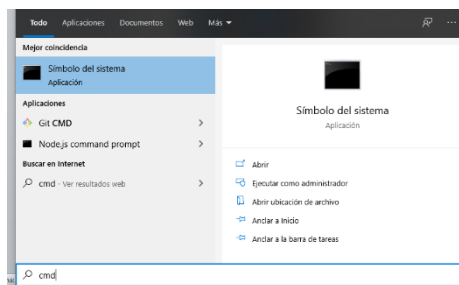 Todo Aplicaciones Documentos Web Más
Mejor coincidencia
Símbolo del sistema
Aplicación
Aplicaciones
Git CMD
Node.js command prompt
Buscar en Internet
cmd - Ver resultados web
Símbolo del sistema
Aplicación
Abrir
Ejecutar como administrador
Abrir ubicación de archivo
Anclar a Inicio
Anclar a la barra de tareas
cmd